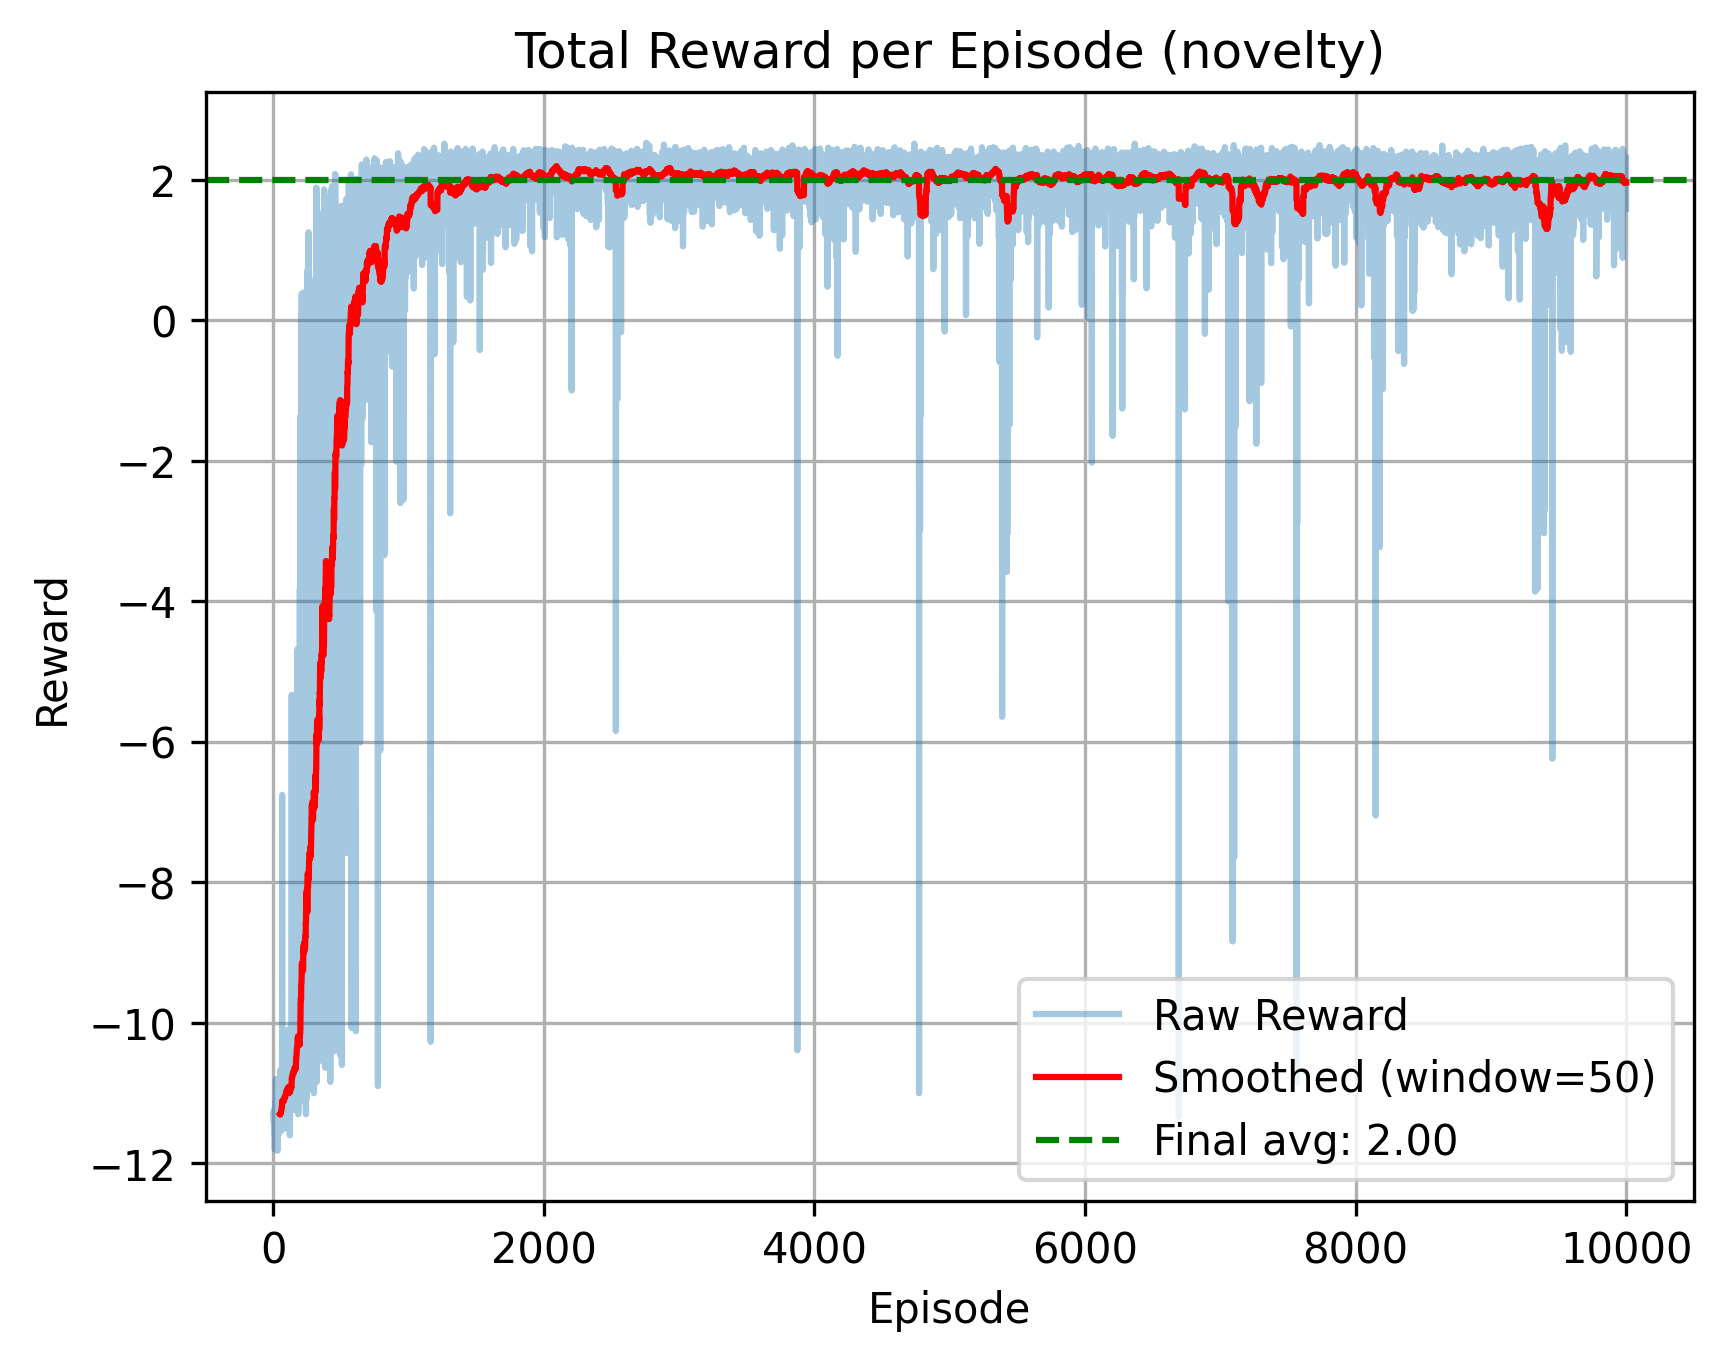 Total Reward per Episode (novelty)
2
0
−2
−4
−6
−8
−10
−12
Reward
Raw Reward
Smoothed (window=50)
Final avg: 2.00
0 2000 4000 6000 8000 10000
Episode